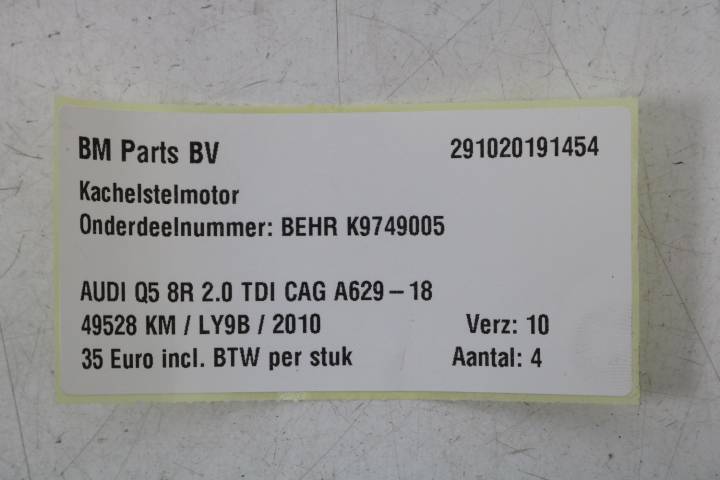 BM Parts BV 291020191454
Kachelstelmotor
Onderdeelnummer: BEHR K9749005
AUDI Q5 8R 2.0 TDI CAG A629-18
49528 KM / LY9B / 2010 Verz: 10
35 Euro incl. BTW per stuk Aantal: 4